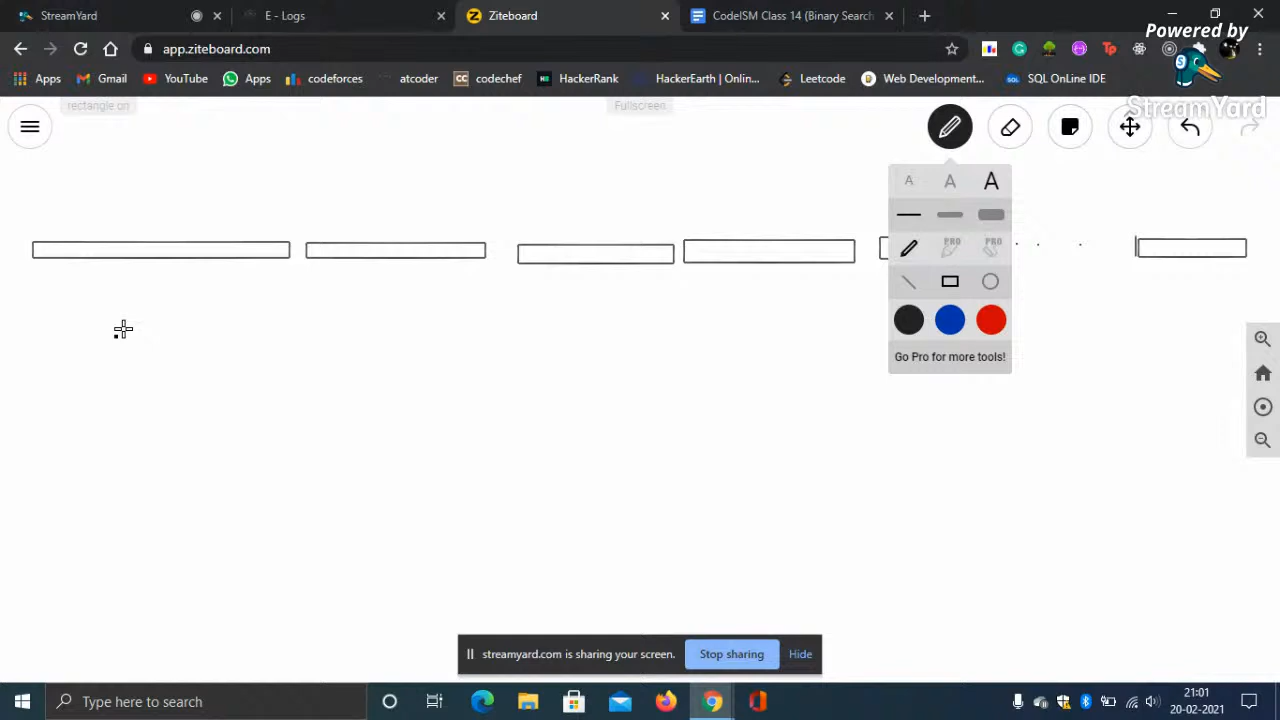 StreamYard
E - Logs
Ziteboard
CodeISM Class 14 (Binary Search
Powered by
app.ziteboard.com
Apps
Gmail
YouTube
Apps
codeforces
atcoder
CC
codechef
HackerRank
HackerEarth | Onlin...
Leetcode
Web Developmen...
SQL OnLine IDE
StreamYard
rectangle on
Fullscreen
A A A
PRO PRO
Go Pro for more tools!
streamyard.com is sharing your screen.
Stop sharing
Hide
Type here to search
21:01
20-02-2021